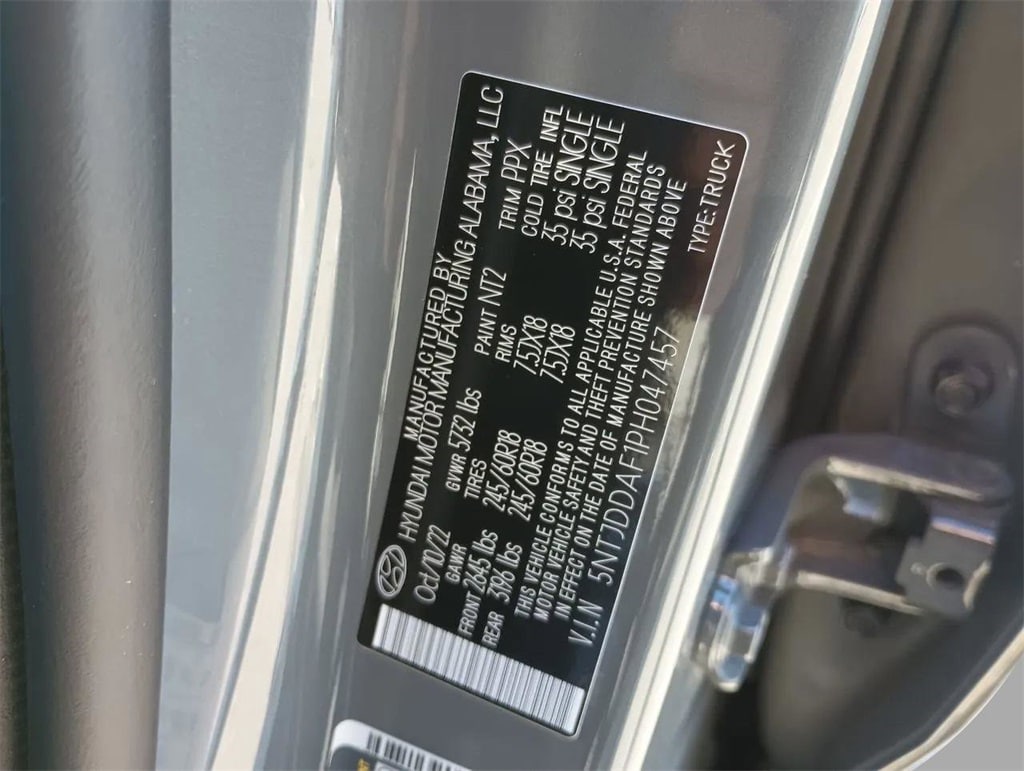 MANUFACTURED BY
HYUNDAI MOTOR MANUFACTURING ALABAMA, LLC
Oct/10/22 GVWR 5732 lbs PAINT NT2 TRIM PPX
GAWR TIRES RIMS COLD TIRE INFL
FRONT 2645 lbs 245/60R18 7.5JX18 35 psi SINGLE
REAR 3196 lbs 245/60R18 7.5JX18 35 psi SINGLE
THIS VEHICLE CONFORMS TO ALL APPLICABLE U.S.A. FEDERAL
MOTOR VEHICLE SAFETY AND THEFT PREVENTION STANDARDS
IN EFFECT ON THE DATE OF MANUFACTURE SHOWN ABOVE
V.I.N 5NTJDDAF1PH047457 TYPE:TRUCK